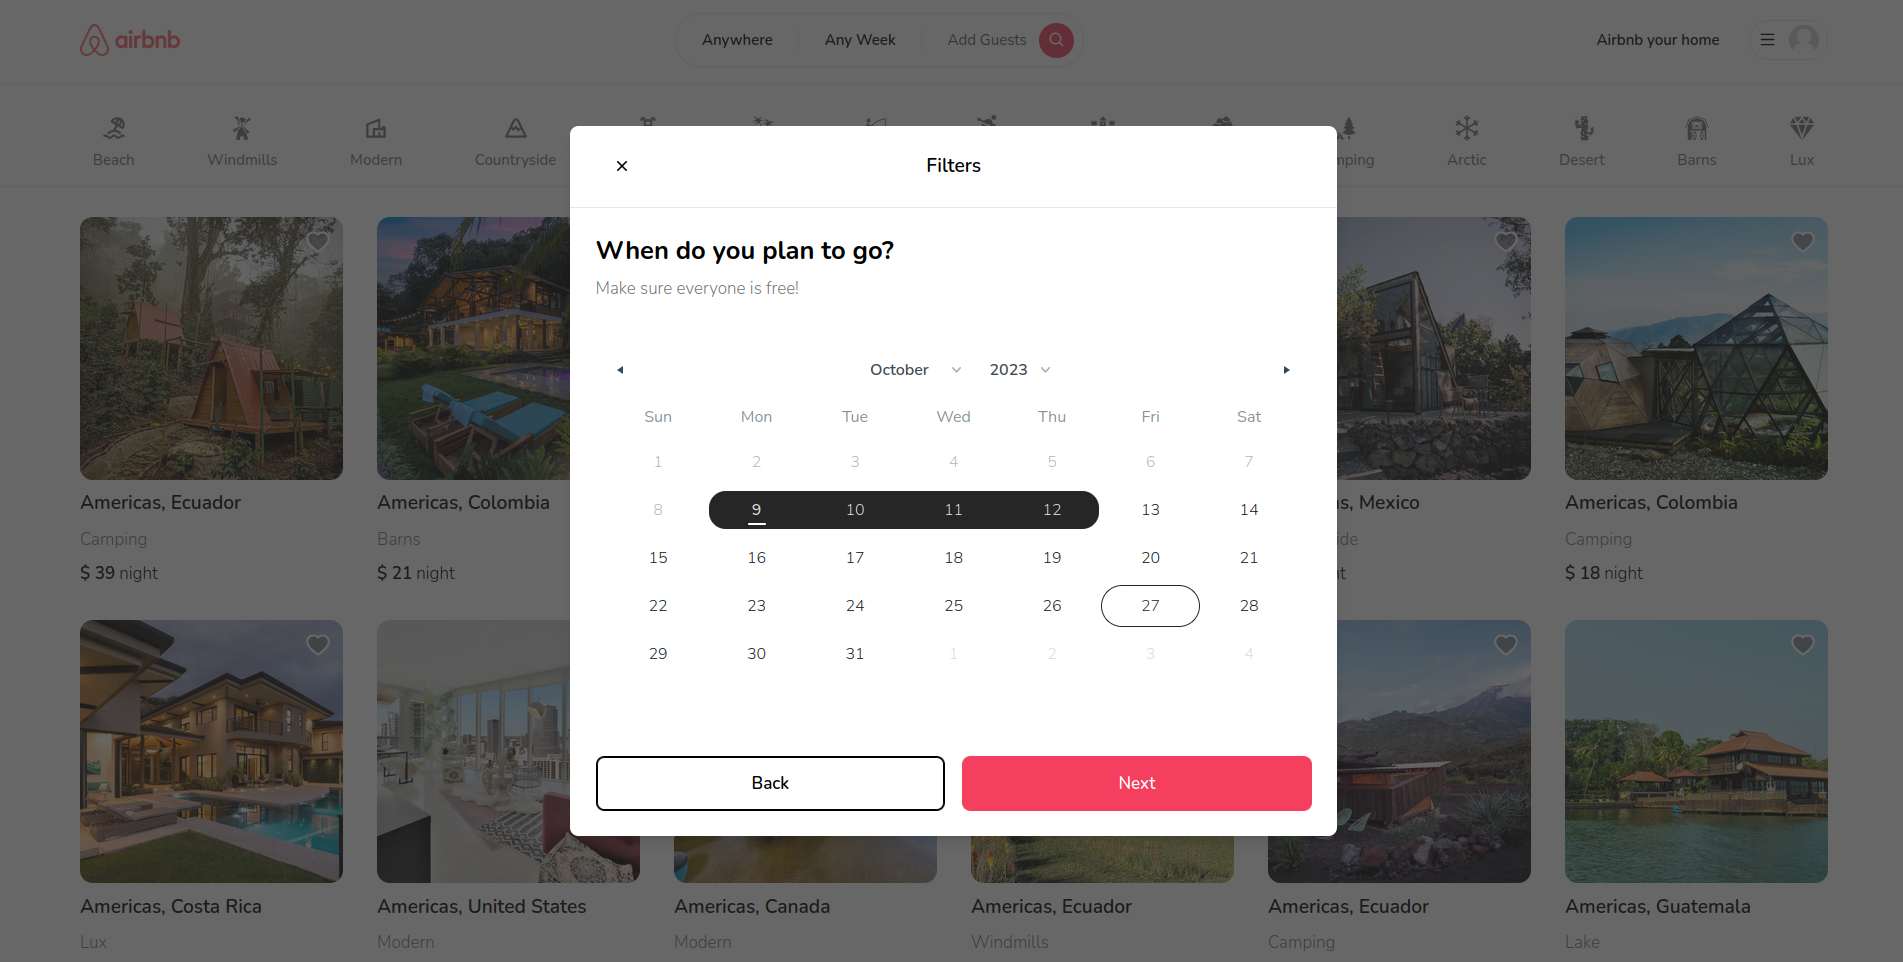 airbnb
Anywhere
Any Week
Add Guests
Airbnb your home
Beach
Windmills
Modern
Countryside
mping
Arctic
Desert
Barns
Lux
Filters
When do you plan to go?
Make sure everyone is free!
October 2023
Sun Mon Tue Wed Thu Fri Sat
1 2 3 4 5 6 7
8 9 10 11 12 13 14
15 16 17 18 19 20 21
22 23 24 25 26 27 28
29 30 31 1 2 3 4
Back
Next
Americas, Ecuador
Camping
$ 39 night
Americas, Colombia
Barns
$ 21 night
s, Mexico
de
ht
Americas, Colombia
Camping
$ 18 night
Americas, Costa Rica
Lux
Americas, United States
Modern
Americas, Canada
Modern
Americas, Ecuador
Windmills
Americas, Ecuador
Camping
Americas, Guatemala
Lake